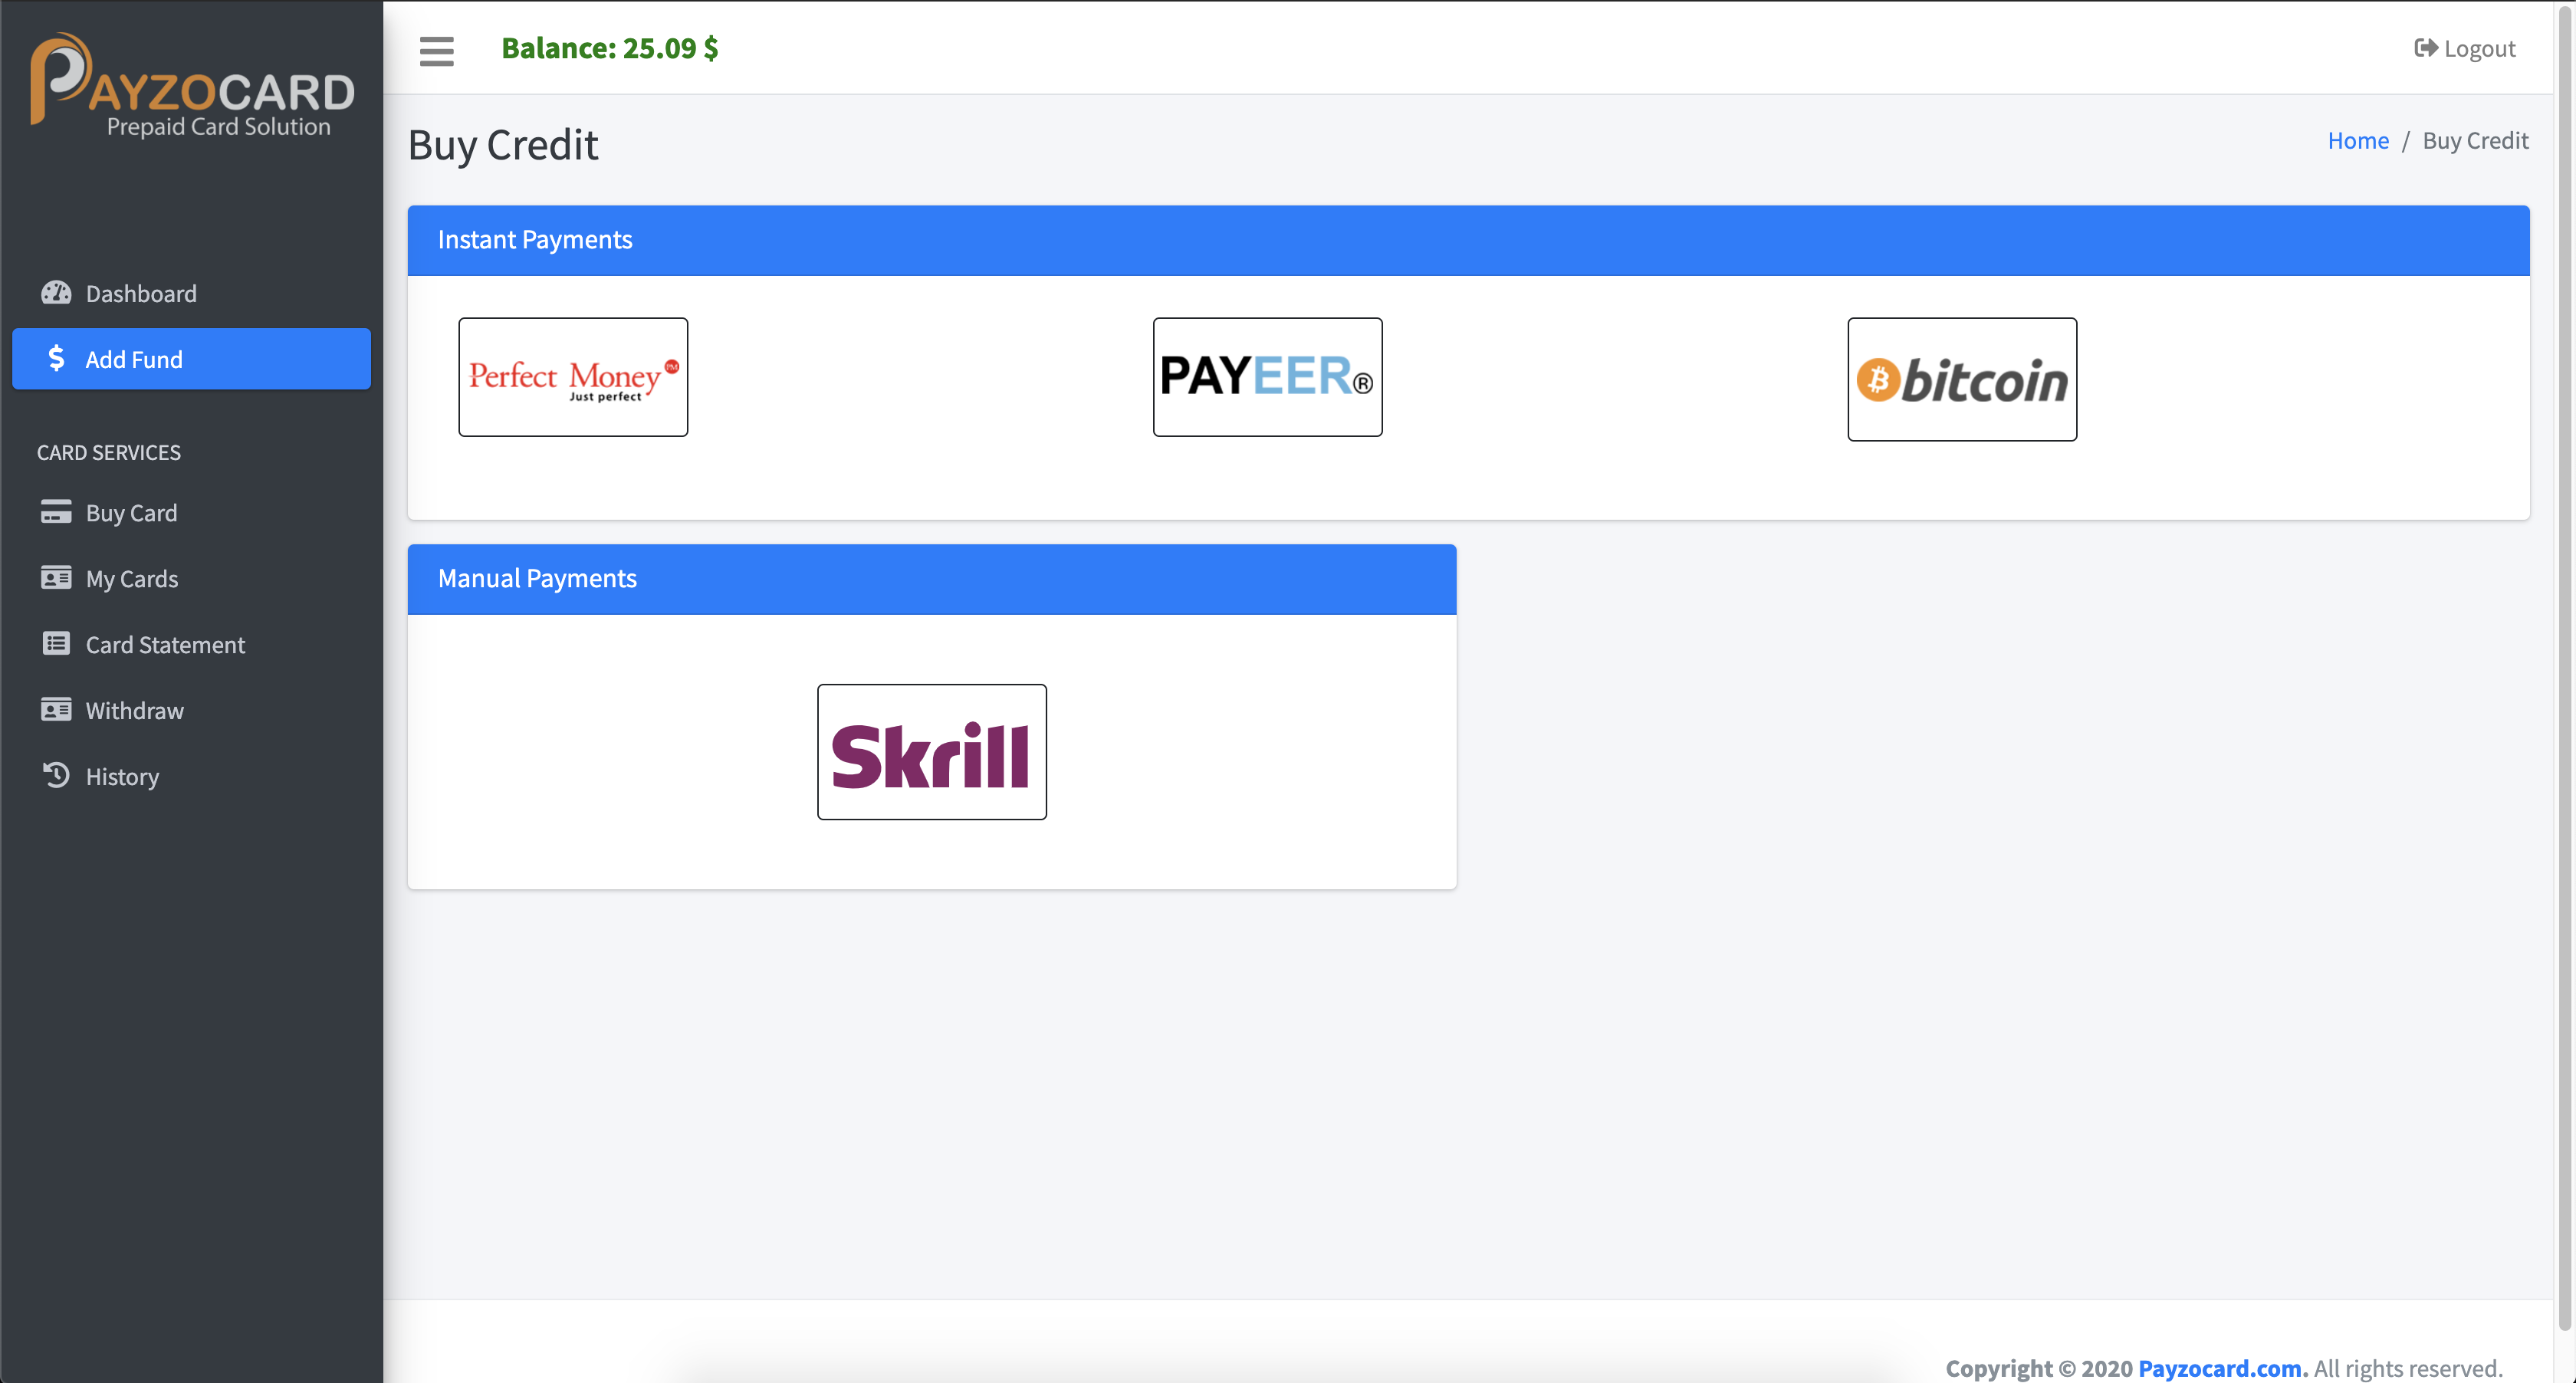 PAYZOCARD
Prepaid Card Solution
Balance: 25.09 $
Logout
Buy Credit
Home / Buy Credit
Dashboard
Add Fund
CARD SERVICES
Buy Card
My Cards
Card Statement
Withdraw
History
Instant Payments
Perfect Money PM
Just perfect
PAYEER®
bitcoin
Manual Payments
Skrill
Copyright © 2020 Payzocard.com. All rights reserved.